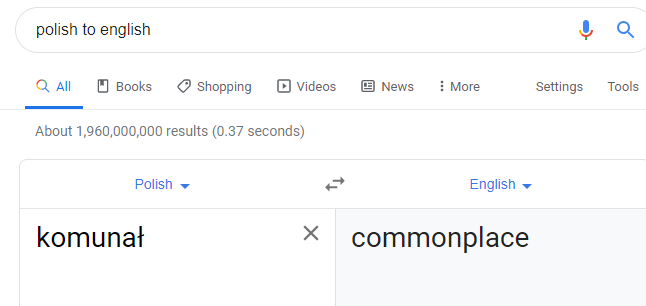 polish to english
All Books Shopping Videos News More Settings Tools
About 1,960,000,000 results (0.37 seconds)
Polish English
komunał commonplace